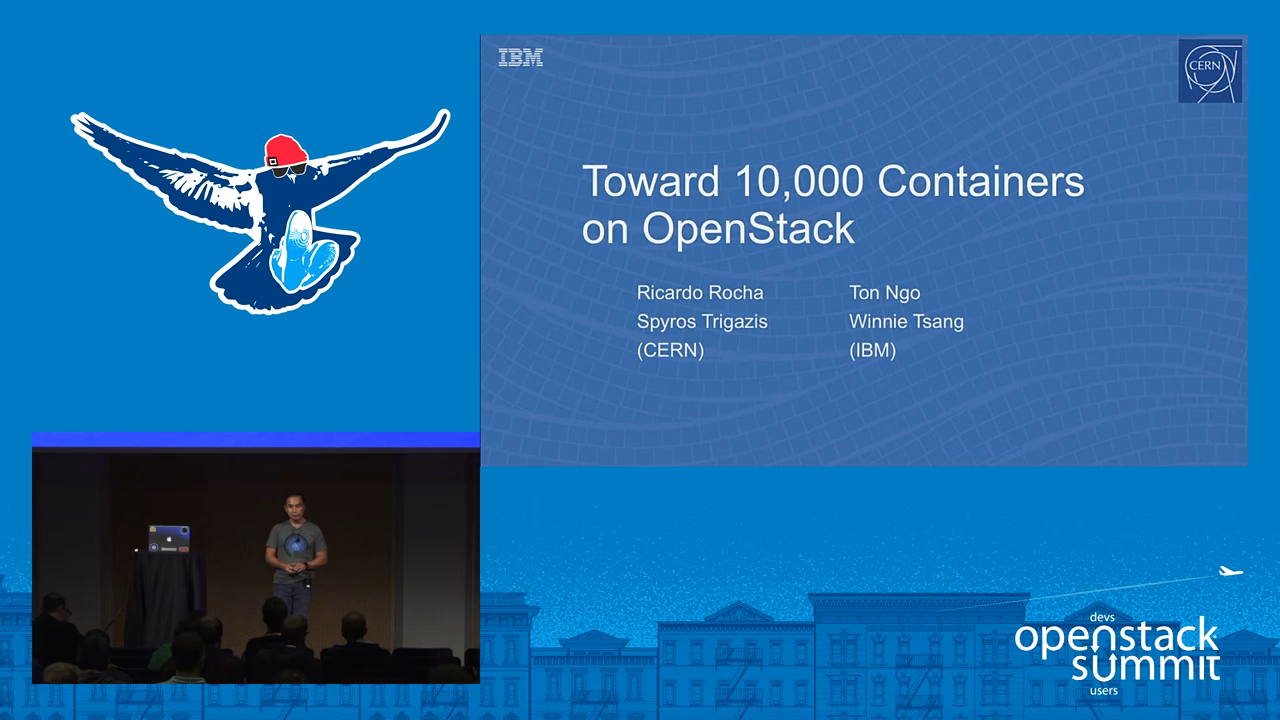 IBM
CERN
Toward 10,000 Containers
on OpenStack
Ricardo Rocha
Spyros Trigazis
(CERN)
Ton Ngo
Winnie Tsang
(IBM)
devs
openstack
summit
users